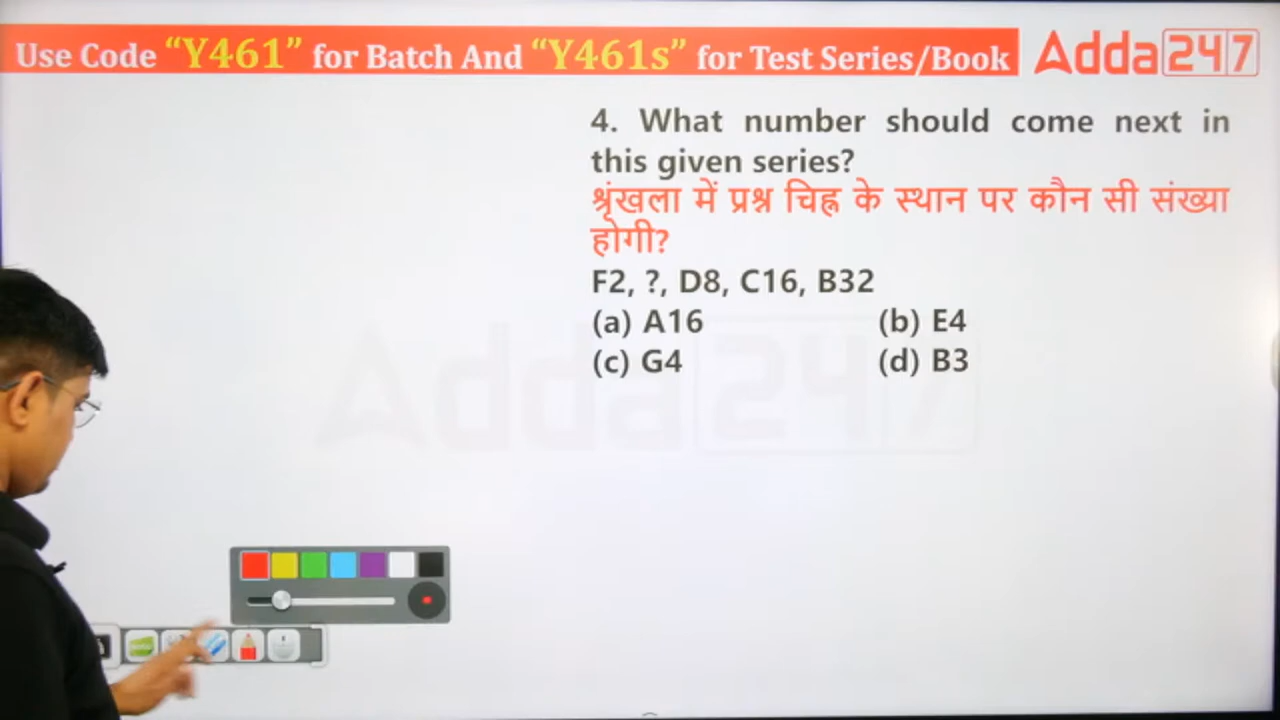 Use Code “Y461” for Batch And “Y461s” for Test Series/Book
Adda247
4. What number should come next in
this given series?
श्रृंखला में प्रश्न चिह्न के स्थान पर कौन सी संख्या
होगी?
F2, ?, D8, C16, B32
(a) A16 (b) E4
(c) G4 (d) B3
Adda247